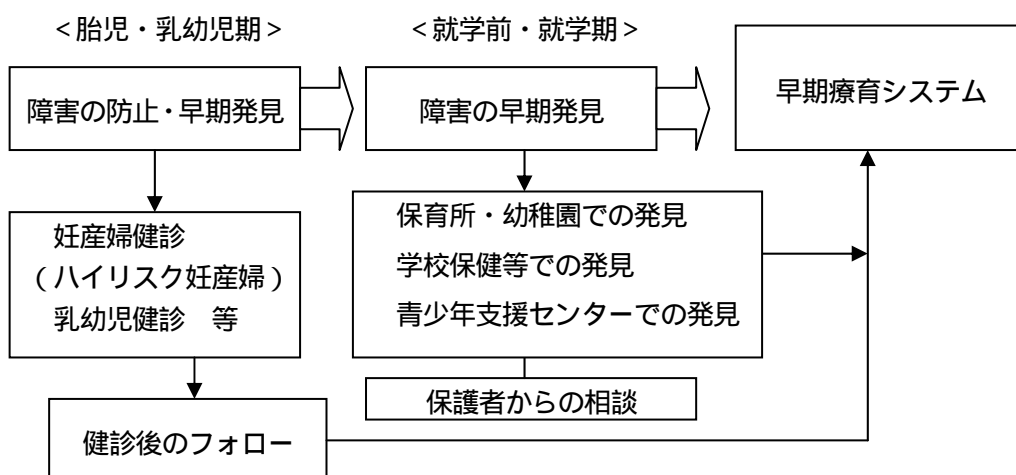 <胎児・乳幼児期>
<就学前・就学期>
障害の防止・早期発見
障害の早期発見
早期療育システム
妊産婦健診
(ハイリスク妊産婦)
乳幼児健診　等
保育所・幼稚園での発見
学校保健等での発見
青少年支援センターでの発見
保護者からの相談
健診後のフォロー